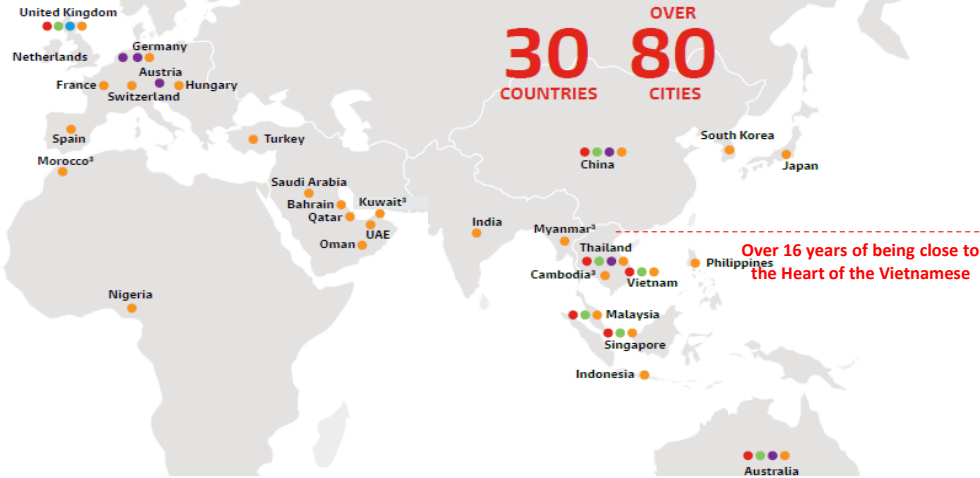 United Kingdom
OVER
30
80
COUNTRIES
CITIES
Germany
Netherlands
Austria
France
Hungary
Switzerland
Spain
Turkey
South Korea
China
Japan
Morocco³
Saudi Arabia
Bahrain
Kuwait³
Qatar
UAE
Oman
India
Myanmar³
Thailand
Over 16 years of being close to
the Heart of the Vietnamese
Philippines
Cambodia³
Vietnam
Nigeria
Malaysia
Singapore
Indonesia
Australia